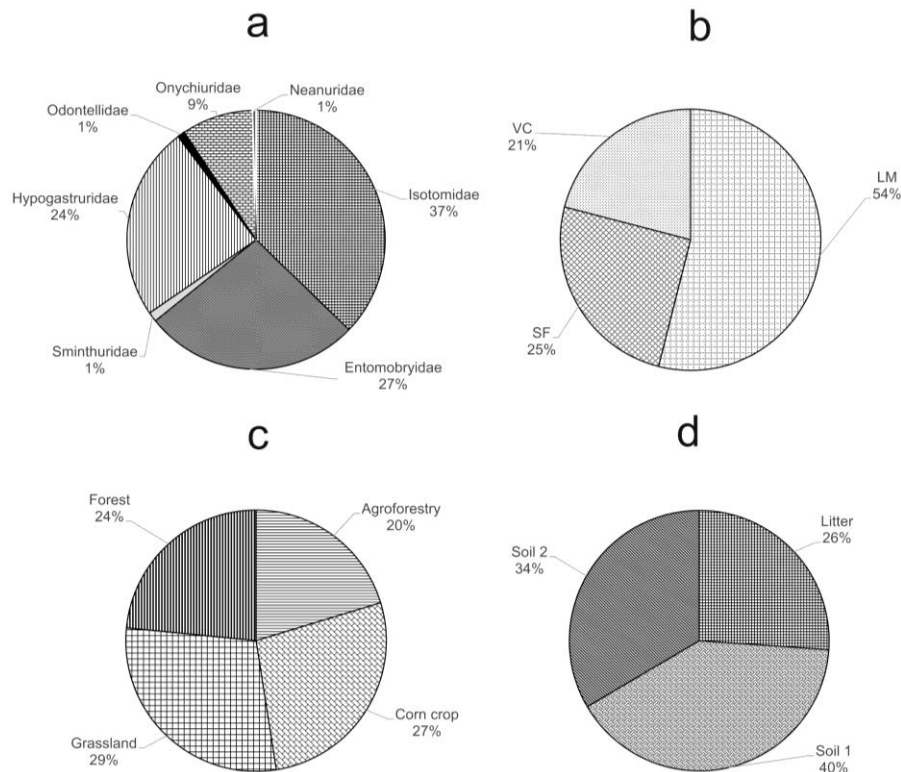 a
Onychiuridae
9%
Neanuridae
1%
Odontellidae
1%
Hypogastruridae
24%
Isotomidae
37%
Sminthuridae
1%
Entomobryidae
27%
b
VC
21%
LM
54%
SF
25%
c
Forest
24%
Agroforestry
20%
Grassland
29%
Corn crop
27%
d
Soil 2
34%
Litter
26%
Soil 1
40%